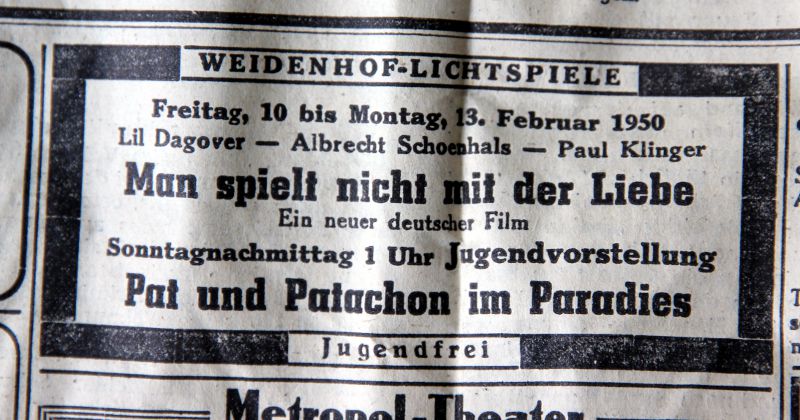 WEIDENHOF-LICHTSPIELE
Freitag, 10 bis Montag, 13. Februar 1950
Lil Dagover — Albrecht Schoenhals — Paul Klinger
Man spielt nicht mit der Liebe
Ein neuer deutscher Film
Sonntagnachmittag 1 Uhr Jugendvorstellung
Pat und Patachon im Paradies
Jugendfrei
Metropol-Theater